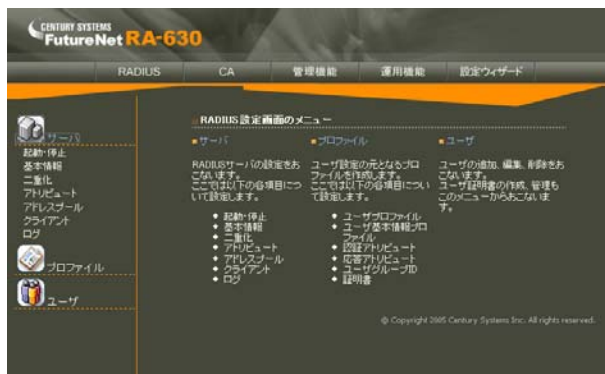 CENTURY SYSTEMS
FutureNet RA-630
RADIUS CA 管理機能 運用機能 設定ウィザード
サーバ
起動・停止
基本情報
二重化
アトリビュート
アドレスプール
クライアント
ログ
プロファイル
ユーザ
RADIUS設定画面のメニュー
サーバ
RADIUSサーバの設定をお
こないます。
ここでは以下の各項目につ
いて設定します。
起動・停止
基本情報
二重化
アトリビュート
アドレスプール
クライアント
ログ
プロファイル
ユーザ設定の元となるプロ
ファイルを作成します。
ここでは以下の各項目につい
て設定します。
ユーザプロファイル
ユーザ基本情報プロ
ファイル
認証アトリビュート
応答アトリビュート
ユーザグループID
証明書
ユーザ
ユーザの追加、編集、削除をお
こないます。
ユーザ証明書の作成、管理も
このメニューからおこないま
す。
© Copyright 2005 Century Systems Inc. All rights reserved.